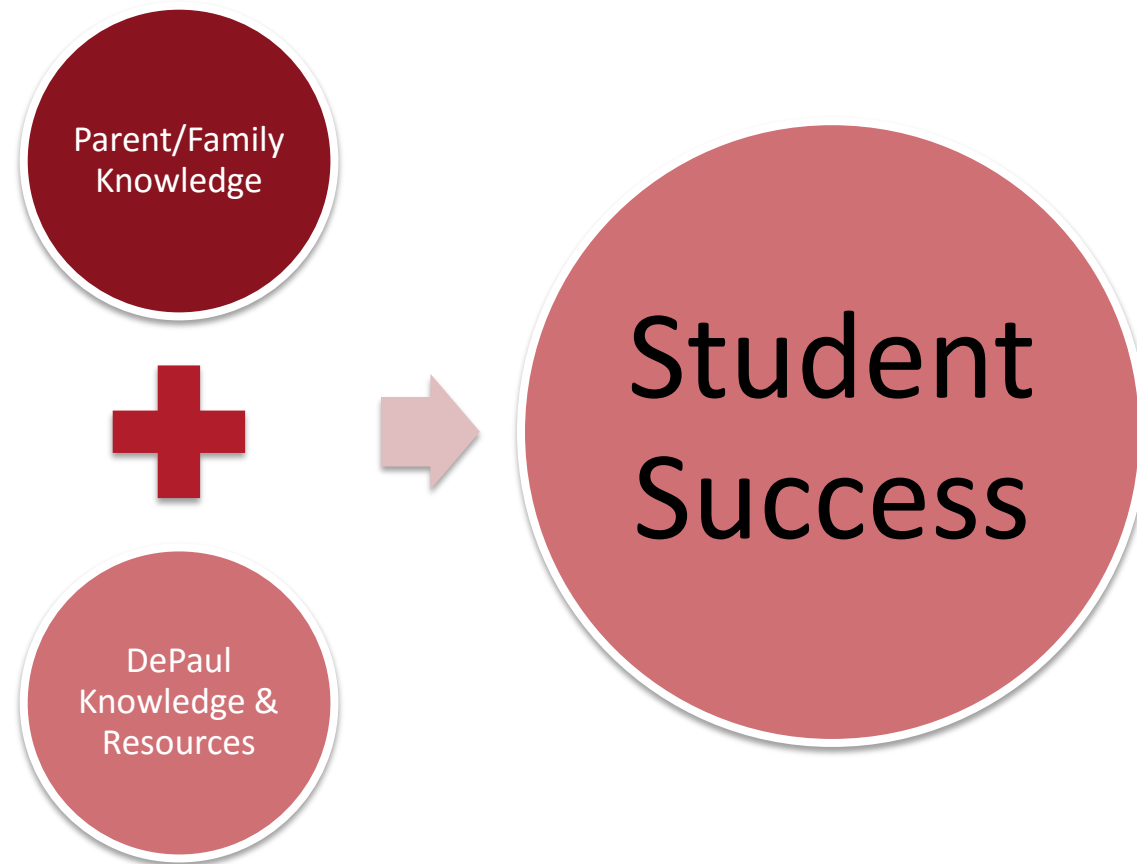 Parent/Family
Knowledge
DePaul
Knowledge &
Resources
Student
Success